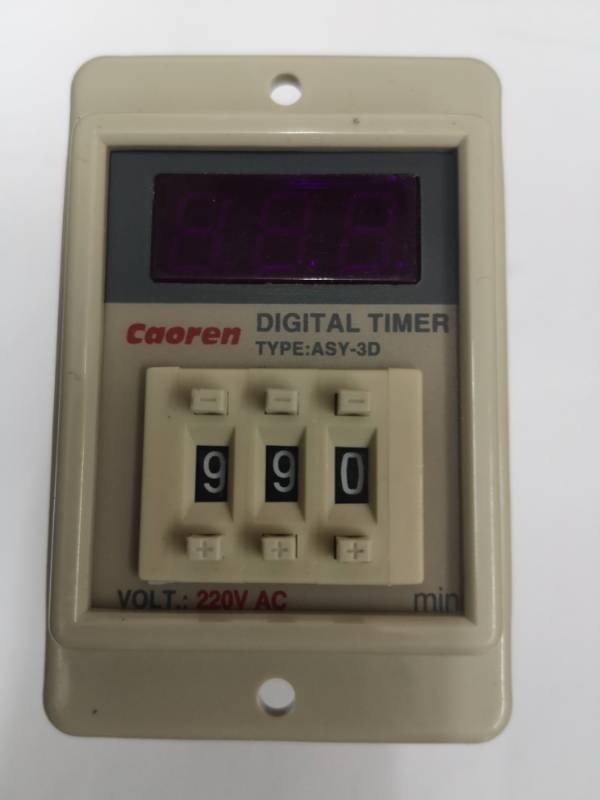 Caoren DIGITAL TIMER
TYPE:ASY-3D
- - -
9 9 0
+ + +
VOLT.: 220V AC min